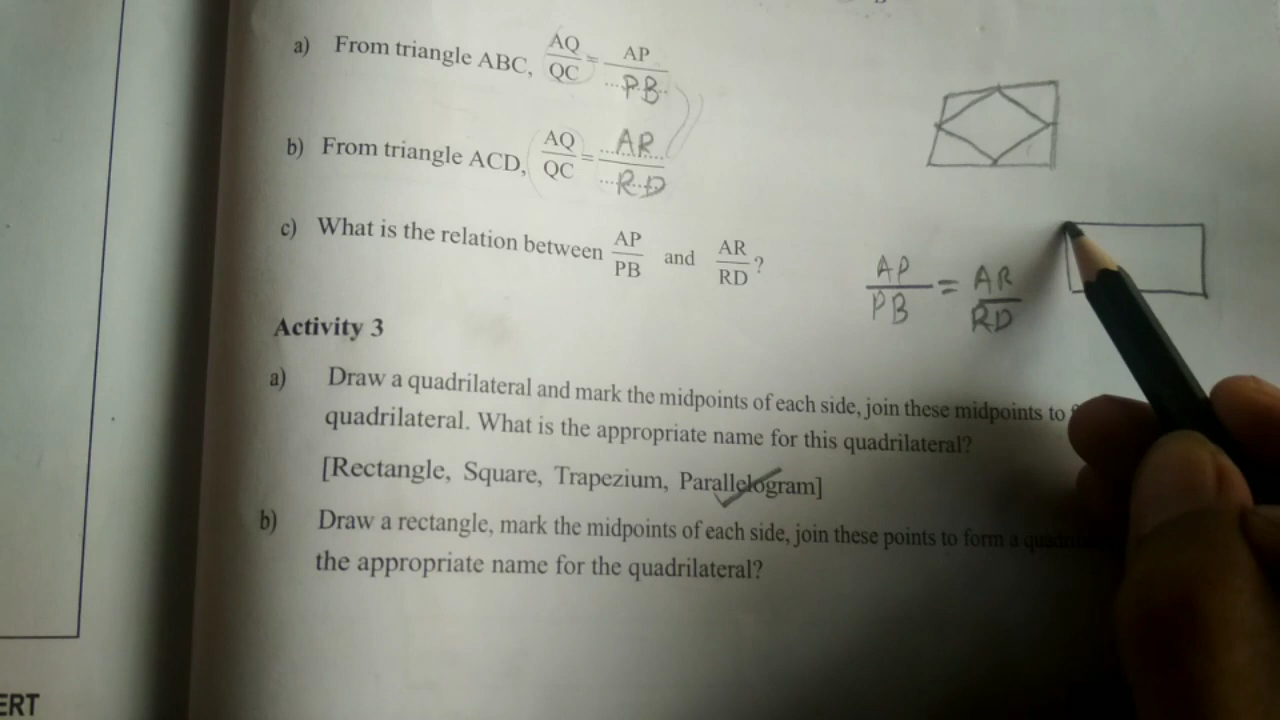 a) From triangle ABC, AQ/QC = AP/...PB..
b) From triangle ACD, AQ/QC = ...AR..../...R..D
c) What is the relation between AP/PB and AR/RD ?
AP/PB = AR/RD
Activity 3
a) Draw a quadrilateral and mark the midpoints of each side, join these midpoints to
quadrilateral. What is the appropriate name for this quadrilateral?
[Rectangle, Square, Trapezium, Parallelogram]
b) Draw a rectangle, mark the midpoints of each side, join these points to form a
the appropriate name for the quadrilateral?
ERT